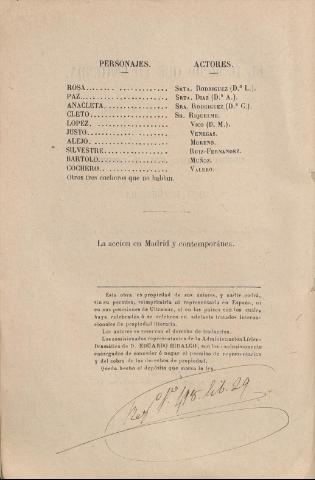 PERSONAJES. ACTORES.
ROSA........................ SRTA. RODRIGUEZ (D.ª L.).
PAZ........................ SRTA. DIAZ (D.ª A.).
ANACLETA.................. SRA. RODRIGUEZ (D.ª C.).
CLETO...................... SR. RIQUELME.
LOPEZ...................... VICO (D. M.).
JUSTO...................... VENEGAS.
ALEJO...................... MORENO.
SILVESTRE................. RUIZ-FERNANDEZ.
BARTOLO................... MUÑOZ.
COCHERO................... VALERO.
Otros tres cocheros que no hablan.
La accion en Madrid y contemporánea.
Esta obra es propiedad de sus autores, y nadie podrá,
sin su permiso, reimprimirla ni representarla en España, ni
en sus posesiones de Ultramar, ni en los países con los cuales
haya celebrados ó se celebren en adelante tratados internacionales
de propiedad literaria.
Los autores se reservan el derecho de traduccion.
Los comisionados representantes de la Administracion Lírico-
Dramática de D. EDUARDO HIDALGO, son los exclusivamente
encargados de conceder ó negar el permiso de representacion
y del cobro de los derechos de propiedad.
Queda hecho el depósito que marca la ley.
lib. 29